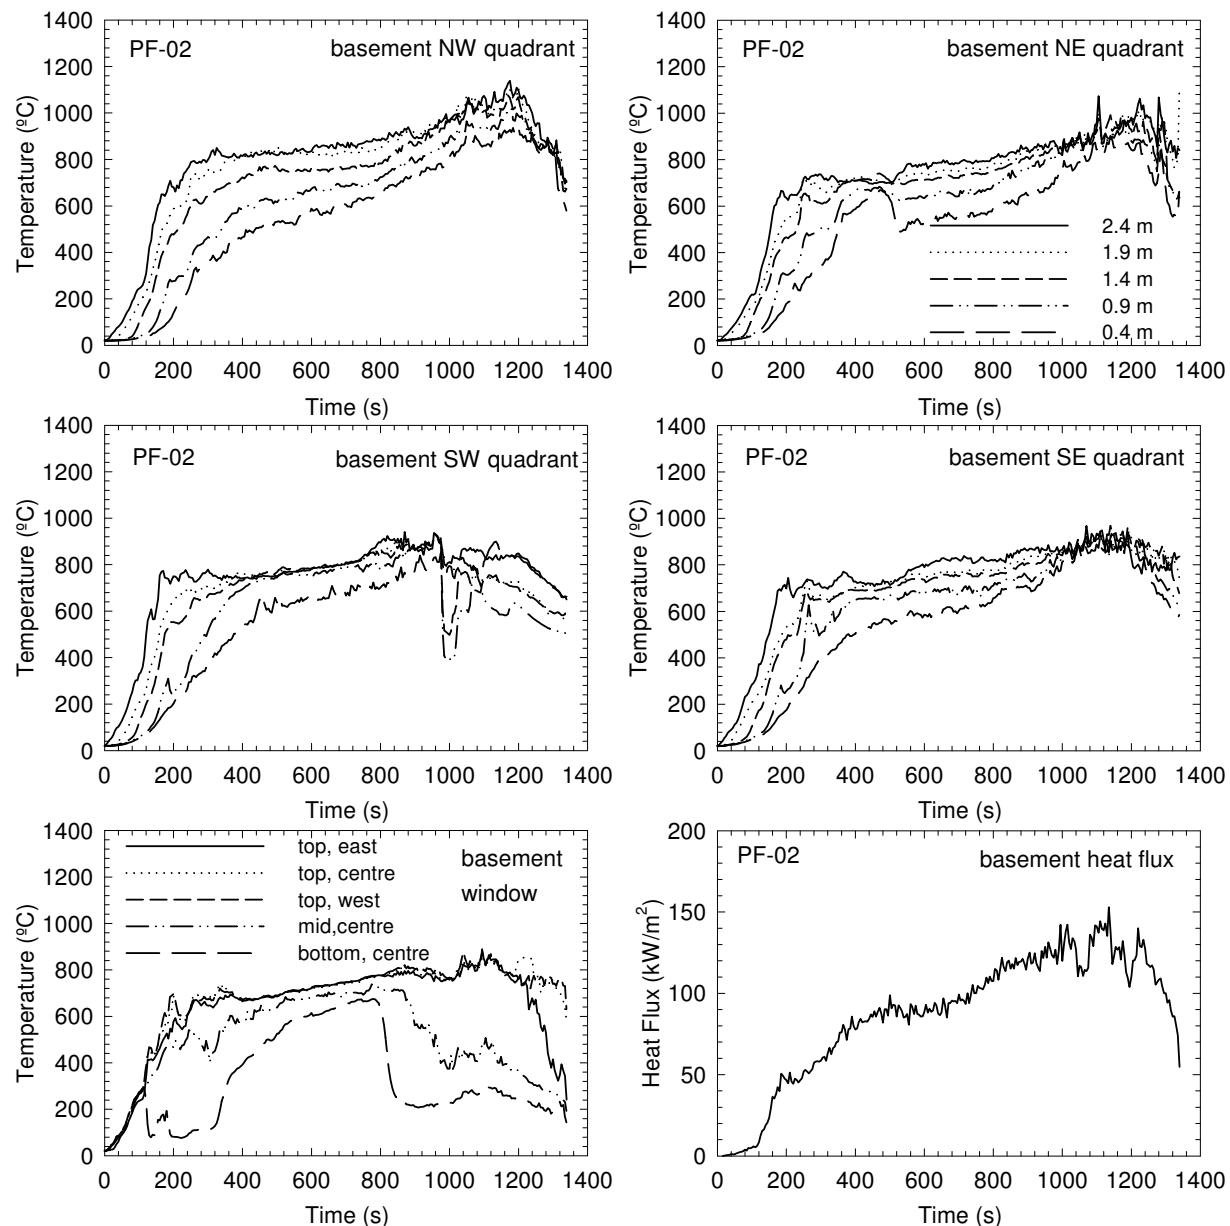 PF-02 basement NW quadrant
Temperature (ºC)
1400
1200
1000
800
600
400
200
0
0 200 400 600 800 1000 1200 1400
Time (s)
PF-02 basement NE quadrant
Temperature (ºC)
1400
1200
1000
800
600
400
200
0
2.4 m
1.9 m
1.4 m
0.9 m
0.4 m
0 200 400 600 800 1000 1200 1400
Time (s)
PF-02 basement SW quadrant
Temperature (ºC)
1400
1200
1000
800
600
400
200
0
0 200 400 600 800 1000 1200 1400
Time (s)
PF-02 basement SE quadrant
Temperature (ºC)
1400
1200
1000
800
600
400
200
0
0 200 400 600 800 1000 1200 1400
Time (s)
basement
window
Temperature (ºC)
1400
1200
1000
800
600
400
200
0
top, east
top, centre
top, west
mid,centre
bottom, centre
0 200 400 600 800 1000 1200 1400
Time (s)
PF-02 basement heat flux
Heat Flux (kW/m²)
200
150
100
50
0
0 200 400 600 800 1000 1200 1400
Time (s)